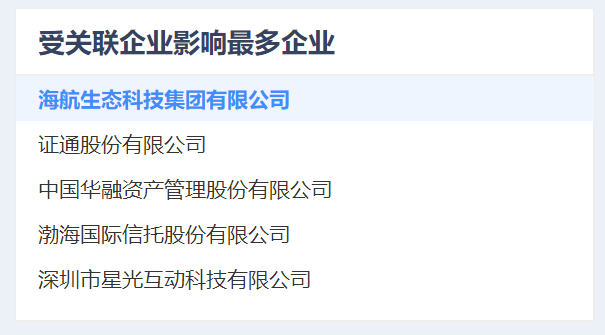 受关联企业影响最多企业
海航生态科技集团有限公司
证通股份有限公司
中国华融资产管理股份有限公司
渤海国际信托股份有限公司
深圳市星光互动科技有限公司